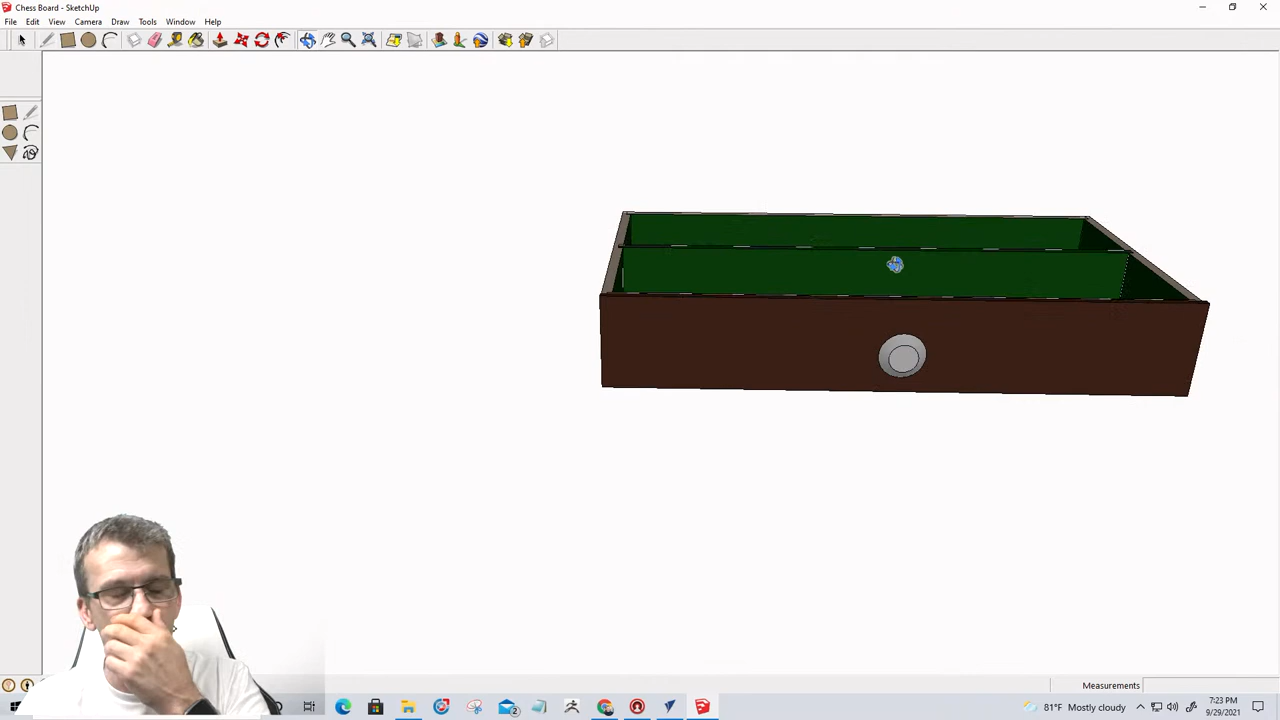 Chess Board - SketchUp
File Edit View Camera Draw Tools Window Help
Measurements
2
81°F Mostly cloudy
7:23 PM
9/29/2021